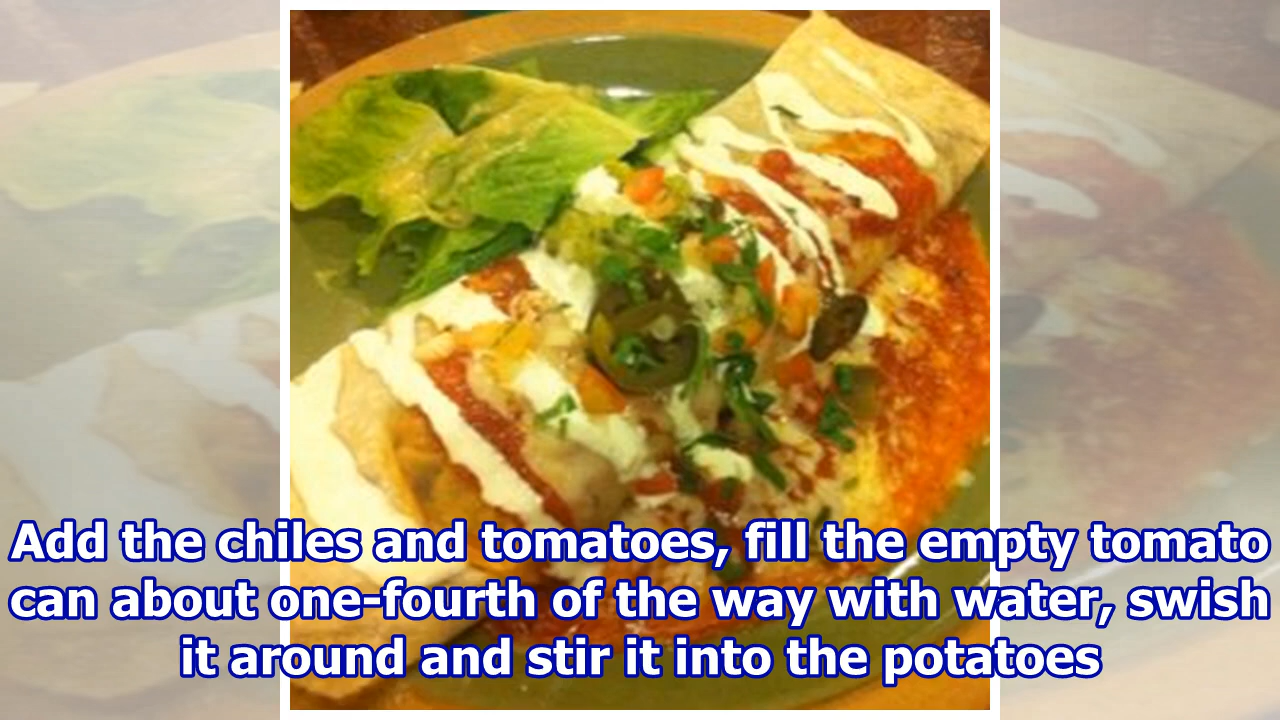 Add the chiles and tomatoes, fill the empty tomato
can about one-fourth of the way with water, swish
it around and stir it into the potatoes